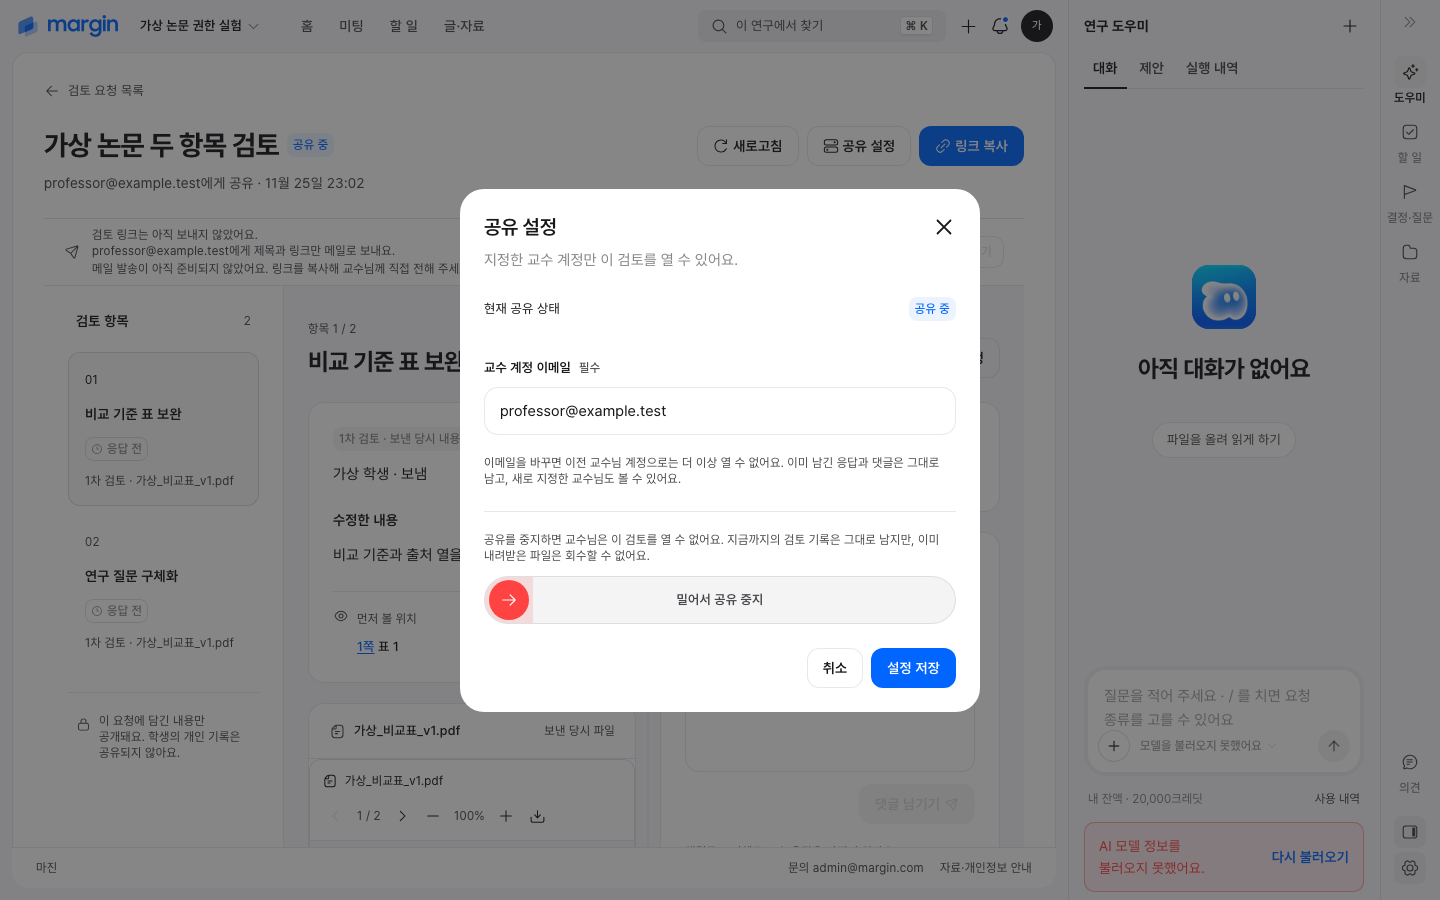 margin
가상 논문 권한 실험
홈
미팅
할 일
글·자료
이 연구에서 찾기
⌘ K
가
연구 도우미
대화
제안
실행 내역
도우미
할 일
결정·질문
자료
검토 요청 목록
가상 논문 두 항목 검토
공유 중
새로고침
공유 설정
링크 복사
professor@example.test에게 공유 · 11월 25일 23:02
검토 링크는 아직 보내지 않았어요.
professor@example.test에게 제목과 링크만 메일로 보내요.
메일 발송이 아직 준비되지 않았어요. 링크를 복사해 교수님께 직접 전해 주세
기
검토 항목
2
01
비교 기준 표 보완
응답 전
1차 검토 · 가상_비교표_v1.pdf
02
연구 질문 구체화
응답 전
1차 검토 · 가상_비교표_v1.pdf
이 요청에 담긴 내용만
공개돼요. 학생의 개인 기록은
공유되지 않아요.
항목 1 / 2
비교 기준 표 보완
1차 검토 · 보낸 당시 내용
가상 학생 · 보냄
수정한 내용
비교 기준과 출처 열을
먼저 볼 위치
1쪽 표 1
가상_비교표_v1.pdf
보낸 당시 파일
가상_비교표_v1.pdf
1 / 2
100%
댓글 남기기
공유 설정
지정한 교수 계정만 이 검토를 열 수 있어요.
현재 공유 상태
공유 중
교수 계정 이메일 필수
professor@example.test
이메일을 바꾸면 이전 교수님 계정으로는 더 이상 열 수 없어요. 이미 남긴 응답과 댓글은 그대로
남고, 새로 지정한 교수님도 볼 수 있어요.
공유를 중지하면 교수님은 이 검토를 열 수 없어요. 지금까지의 검토 기록은 그대로 남지만, 이미
내려받은 파일은 회수할 수 없어요.
밀어서 공유 중지
취소
설정 저장
아직 대화가 없어요
파일을 올려 읽게 하기
질문을 적어 주세요 · / 를 치면 요청
종류를 고를 수 있어요
모델을 불러오지 못했어요
내 잔액 · 20,000크레딧
사용 내역
AI 모델 정보를
불러오지 못했어요.
다시 불러오기
의견
마진
문의 admin@margin.com
자료·개인정보 안내